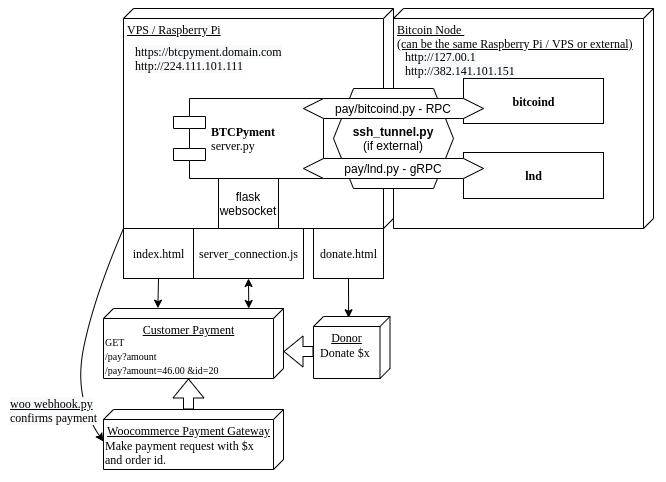 VPS / Raspberry Pi
https://btcpyment.domain.com
http://224.111.101.111
Bitcoin Node
(can be the same Raspberry Pi / VPS or external)
http://127.00.1
http://382.141.101.151
bitcoind
pay/bitcoind.py - RPC
BTCPyment
server.py
ssh_tunnel.py
(if external)
pay/lnd.py - gRPC
lnd
flask
websocket
index.html
server_connection.js
donate.html
Customer Payment
GET
/pay?amount
/pay?amount=46.00 &id=20
Donor
Donate $x
woo webhook.py
confirms payment
Woocommerce Payment Gateway
Make payment request with $x
and order id.